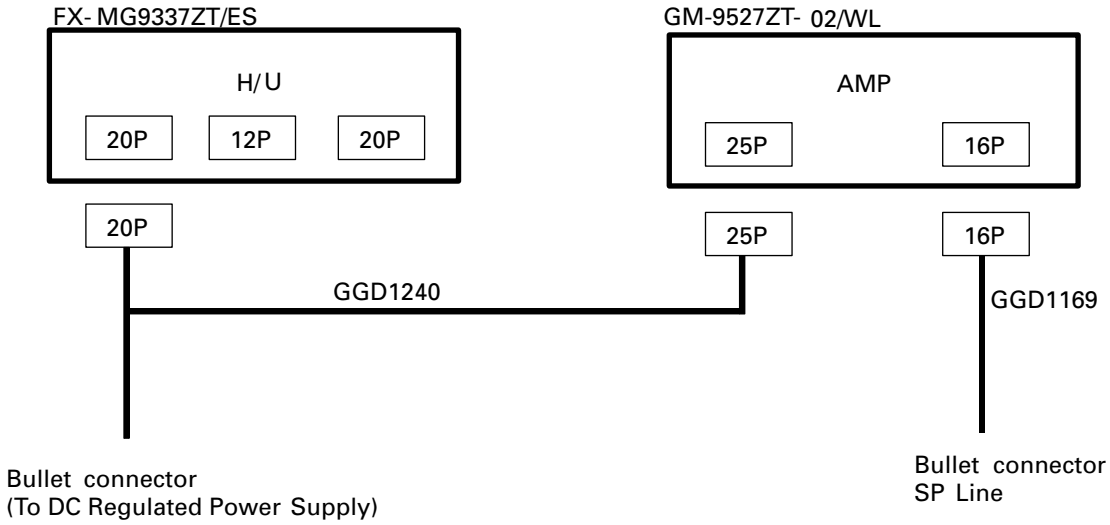 FX- MG9337ZT/ES
GM-9527ZT- 02/WL
H/U
AMP
20P
12P
20P
25P
16P
20P
25P
16P
GGD1240
GGD1169
Bullet connector
(To DC Regulated Power Supply)
Bullet connector
SP Line